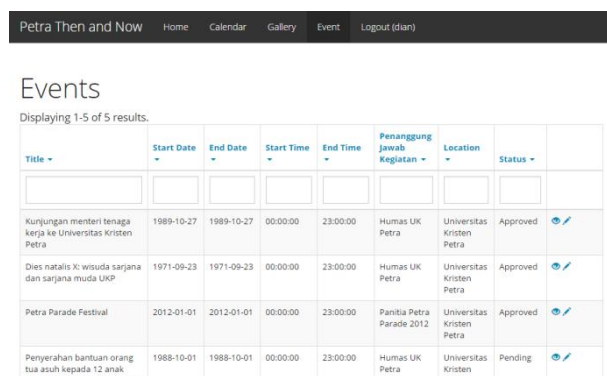 Petra Then and Now Home Calendar Gallery Event Logout (dian)
Events
Displaying 1-5 of 5 results.
Title Start Date End Date Start Time End Time Penanggung Jawab Kegiatan Location Status
Kunjungan menteri tenaga kerja ke Universitas Kristen Petra 1989-10-27 1989-10-27 00:00:00 23:00:00 Humas UK Petra Universitas Kristen Petra Approved
Dies natalis X: wisuda sarjana dan sarjana muda UKP 1971-09-23 1971-09-23 00:00:00 23:00:00 Humas UK Petra Universitas Kristen Petra Approved
Petra Parade Festival 2012-01-01 2012-01-01 00:00:00 23:00:00 Panitia Petra Parade 2012 Universitas Kristen Petra Approved
Penyerahan bantuan orang tua asuh kepada 12 anak 1988-10-01 1988-10-01 00:00:00 23:00:00 Humas UK Petra Universitas Kristen Pending